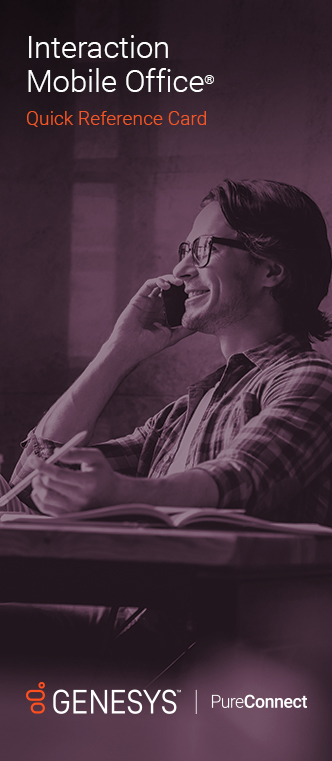 Interaction
Mobile Office®
Quick Reference Card
GENESYS™ | PureConnect